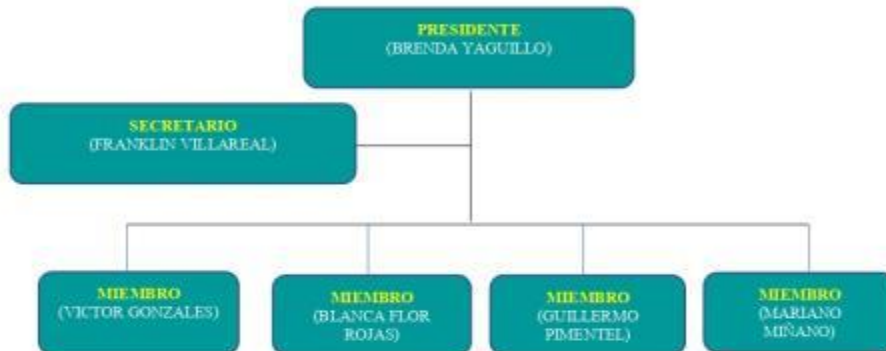 PRESIDENTE
(BRENDA YAGUILLO)
SECRETARIO
(FRANKLIN VILLAREAL)
MIEMBRO
(VICTOR GONZALES)
MIEMBRO
(BLANCA FLOR
ROJAS)
MIEMBRO
(GUILLERMO
PIMENTEL)
MIEMBRO
(MARIANO
MIÑANO)